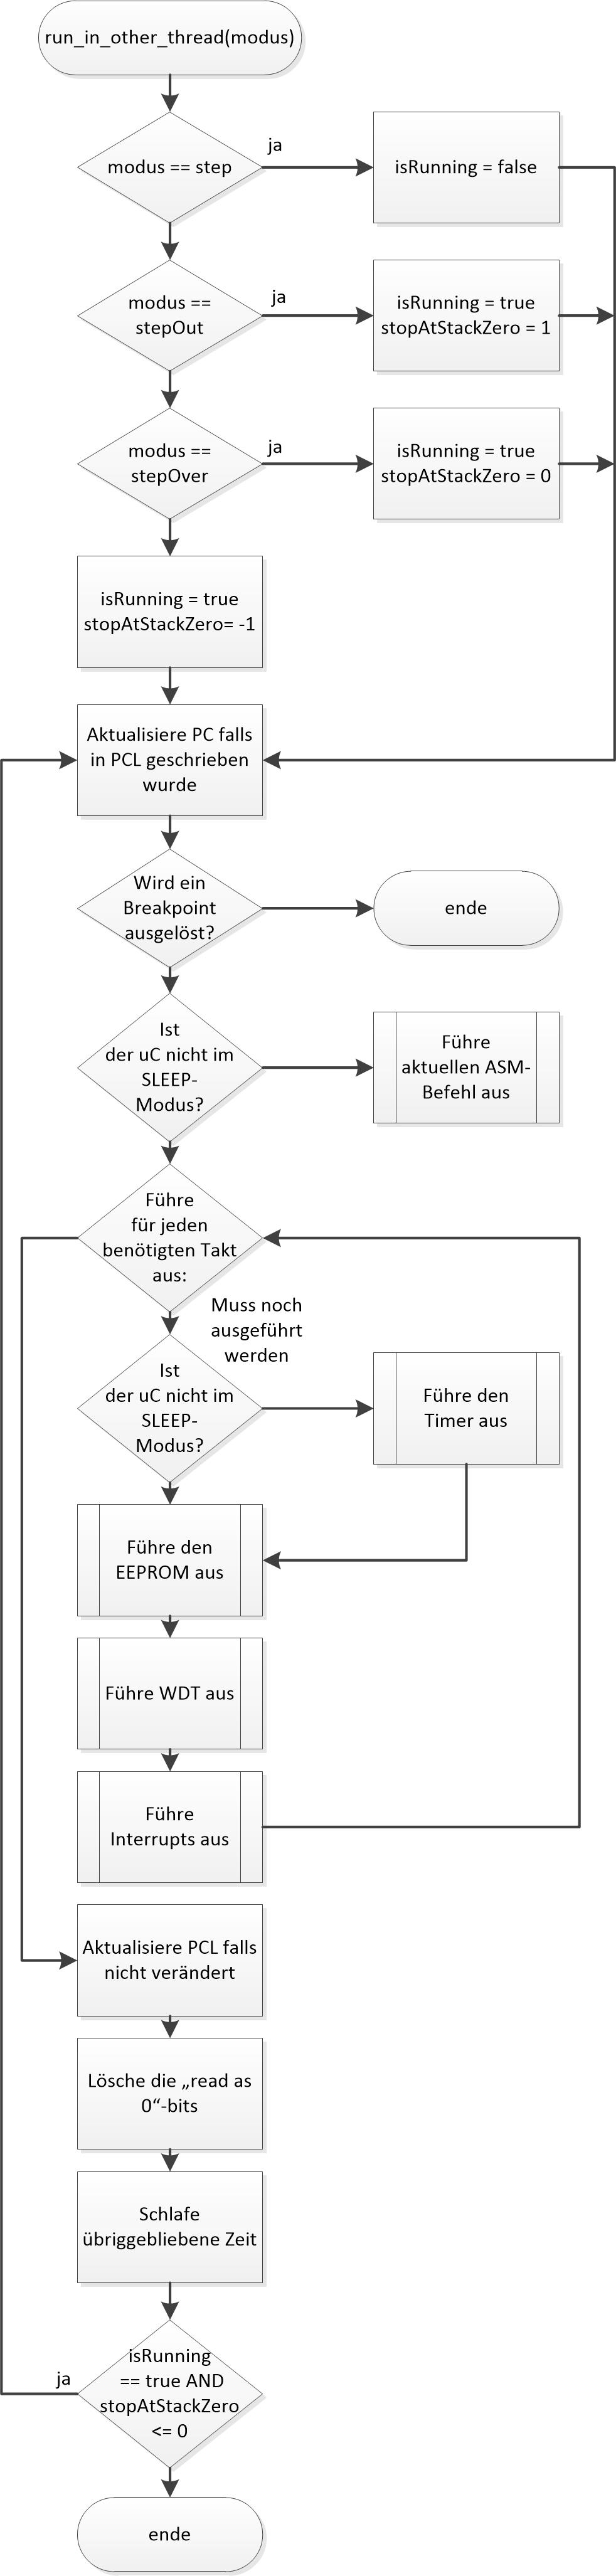 run_in_other_thread(modus)
ja
modus == step
isRunning = false
ja
modus ==
stepOut
isRunning = true
stopAtStackZero = 1
ja
modus ==
stepOver
isRunning = true
stopAtStackZero = 0
isRunning = true
stopAtStackZero= -1
Aktualisiere PC falls
in PCL geschrieben
wurde
Wird ein
Breakpoint
ausgelöst?
ende
Ist
der uC nicht im
SLEEP-
Modus?
Führe
aktuellen ASM-
Befehl aus
Führe
für jeden
benötigten Takt
aus:
Muss noch
ausgeführt
werden
Ist
der uC nicht im
SLEEP-
Modus?
Führe den
Timer aus
Führe den
EEPROM aus
Führe WDT aus
Führe
Interrupts aus
Aktualisiere PCL falls
nicht verändert
Lösche die „read as
0“-bits
Schlafe
übriggebliebene Zeit
ja
isRunning
== true AND
stopAtStackZero
<= 0
ende